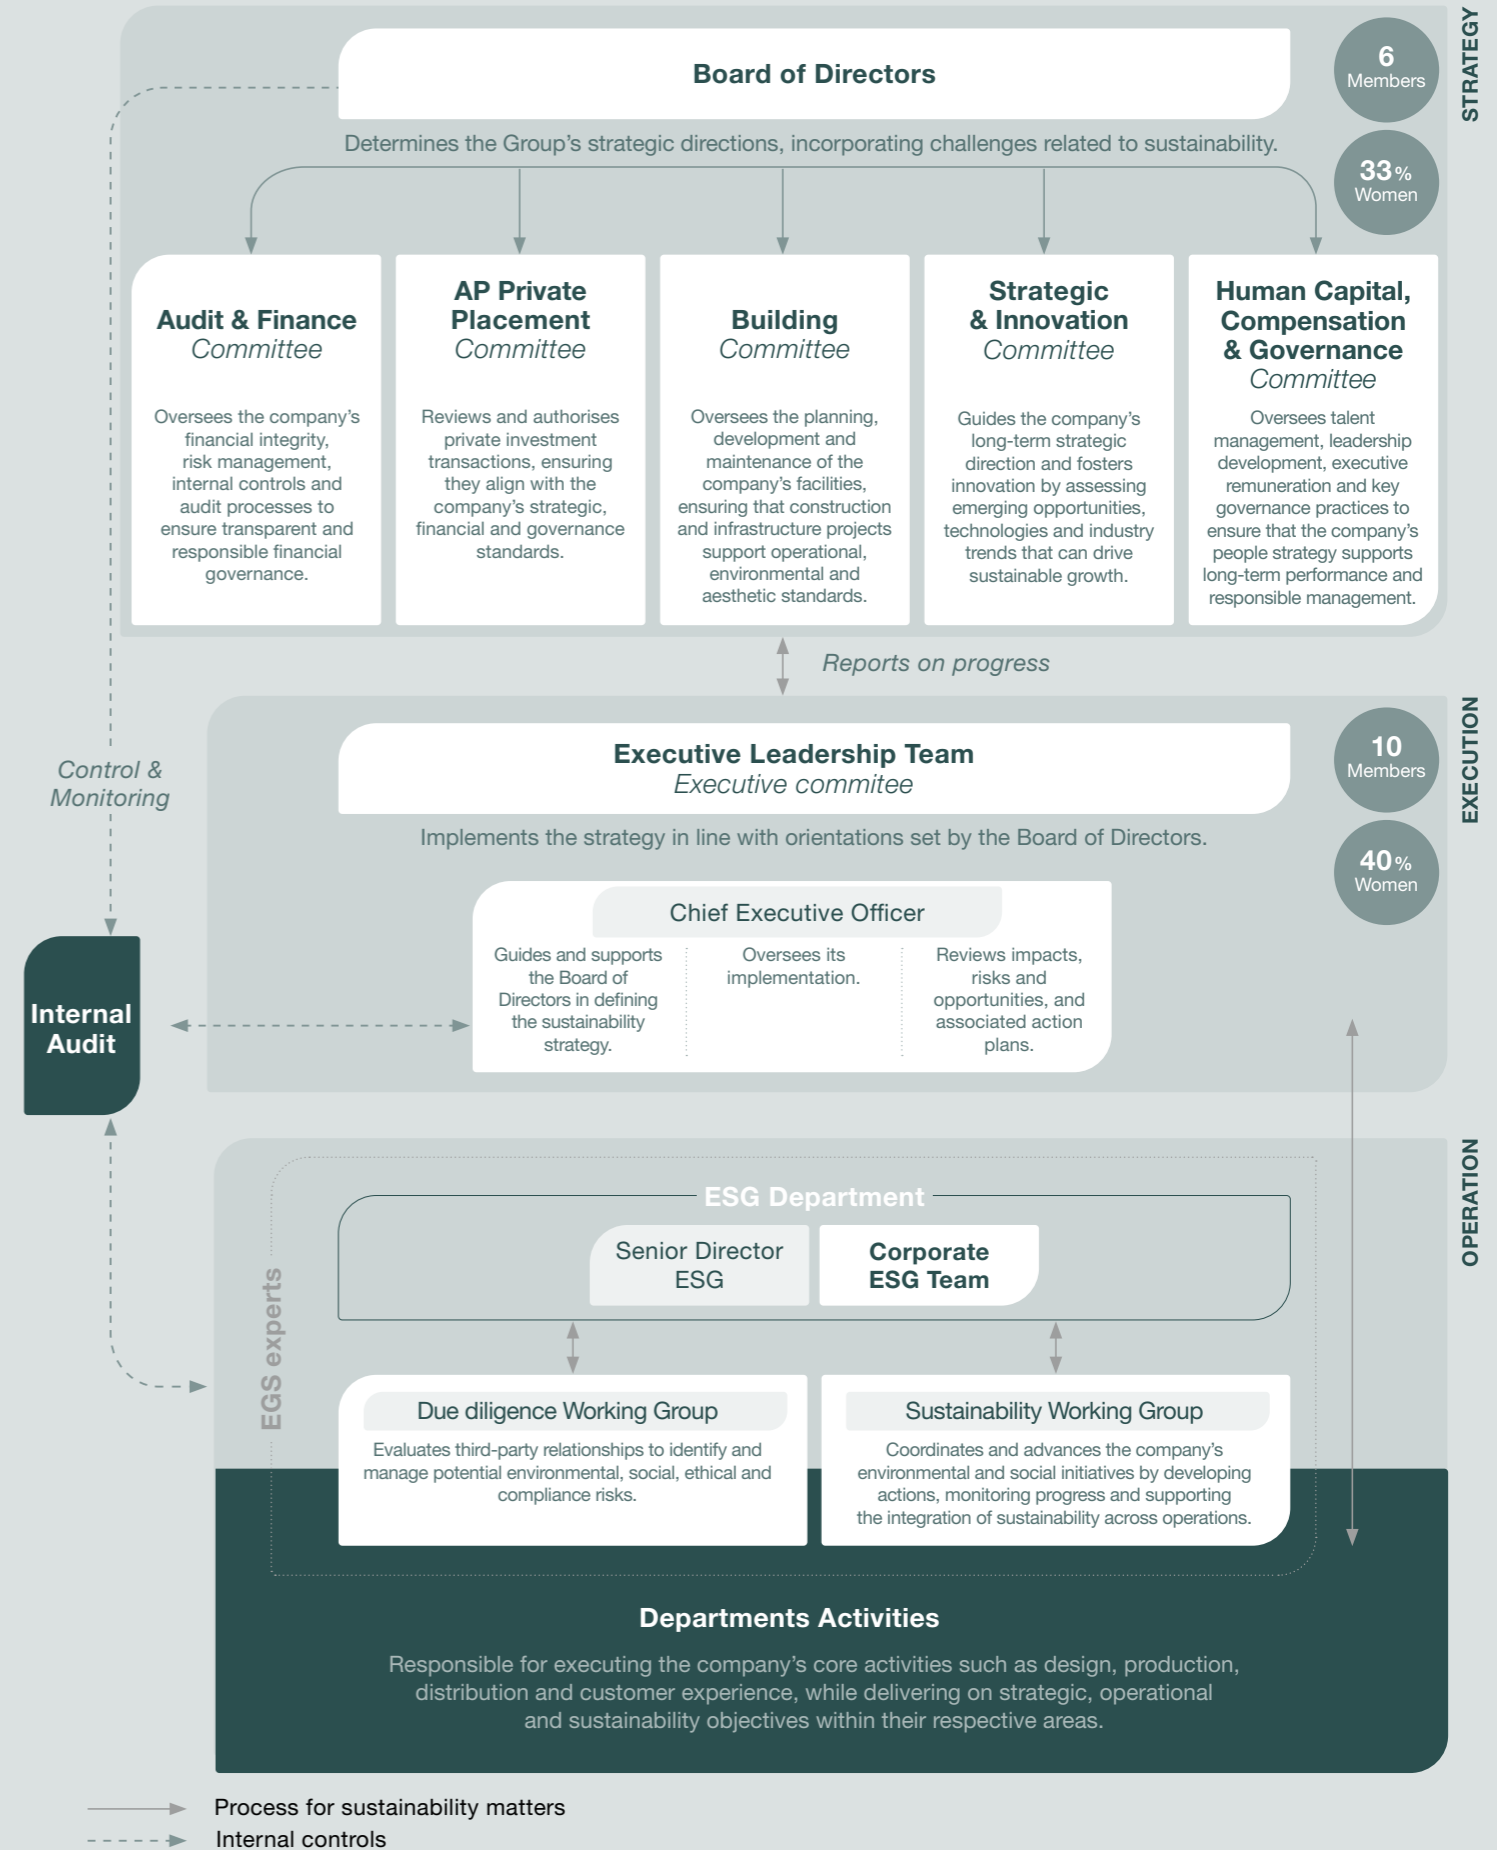 Board of Directors
6
Members
STRATEGY
Determines the Group's strategic directions, incorporating challenges related to sustainability.
33%
Women
Audit & Finance
Committee
Oversees the company's
financial integrity,
risk management,
internal controls and
audit processes to
ensure transparent and
responsible financial
governance.
AP Private
Placement
Committee
Reviews and authorises
private investment
transactions, ensuring
they align with the
company's strategic,
financial and governance
standards.
Building
Committee
Oversees the planning,
development and
maintenance of the
company's facilities,
ensuring that construction
and infrastructure projects
support operational,
environmental and
aesthetic standards.
Strategic
& Innovation
Committee
Guides the company's
long-term strategic
direction and fosters
innovation by assessing
emerging opportunities,
technologies and industry
trends that can drive
sustainable growth.
Human Capital,
Compensation
& Governance
Committee
Oversees talent
management, leadership
development, executive
remuneration and key
governance practices to
ensure that the company's
people strategy supports
long-term performance and
responsible management.
Reports on progress
Control &
Monitoring
Executive Leadership Team
Executive commitee
10
Members
EXECUTION
Implements the strategy in line with orientations set by the Board of Directors.
40%
Women
Chief Executive Officer
Guides and supports
the Board of
Directors in defining
the sustainability
strategy.
Oversees its
implementation.
Reviews impacts,
risks and
opportunities, and
associated action
plans.
Internal
Audit
OPERATION
ESG Department
Senior Director
ESG
Corporate
ESG Team
EGS experts
Due diligence Working Group
Evaluates third-party relationships to identify and
manage potential environmental, social, ethical and
compliance risks.
Sustainability Working Group
Coordinates and advances the company's
environmental and social initiatives by developing
actions, monitoring progress and supporting
the integration of sustainability across operations.
Departments Activities
Responsible for executing the company's core activities such as design, production,
distribution and customer experience, while delivering on strategic, operational
and sustainability objectives within their respective areas.
Process for sustainability matters
Internal controls